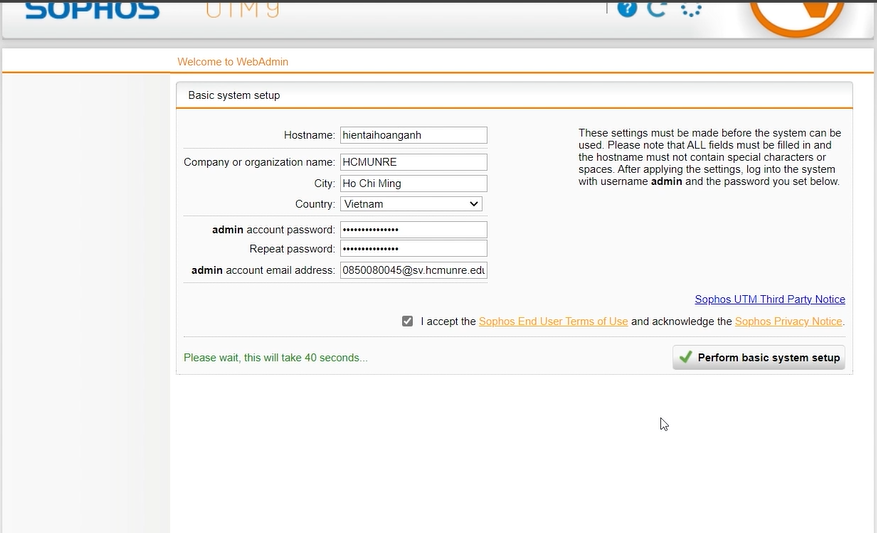 SOPHOS UTM 9
Welcome to WebAdmin
Basic system setup
Hostname: hientaihoanganh
Company or organization name: HCMUNRE
City: Ho Chi Ming
Country: Vietnam
admin account password: •••••••••••••••
Repeat password: •••••••••••••••
admin account email address: 0850080045@sv.hcmunre.edu
These settings must be made before the system can be
used. Please note that ALL fields must be filled in and
the hostname must not contain special characters or
spaces. After applying the settings, log into the system
with username admin and the password you set below.
Sophos UTM Third Party Notice
I accept the Sophos End User Terms of Use and acknowledge the Sophos Privacy Notice.
Please wait, this will take 40 seconds...
Perform basic system setup